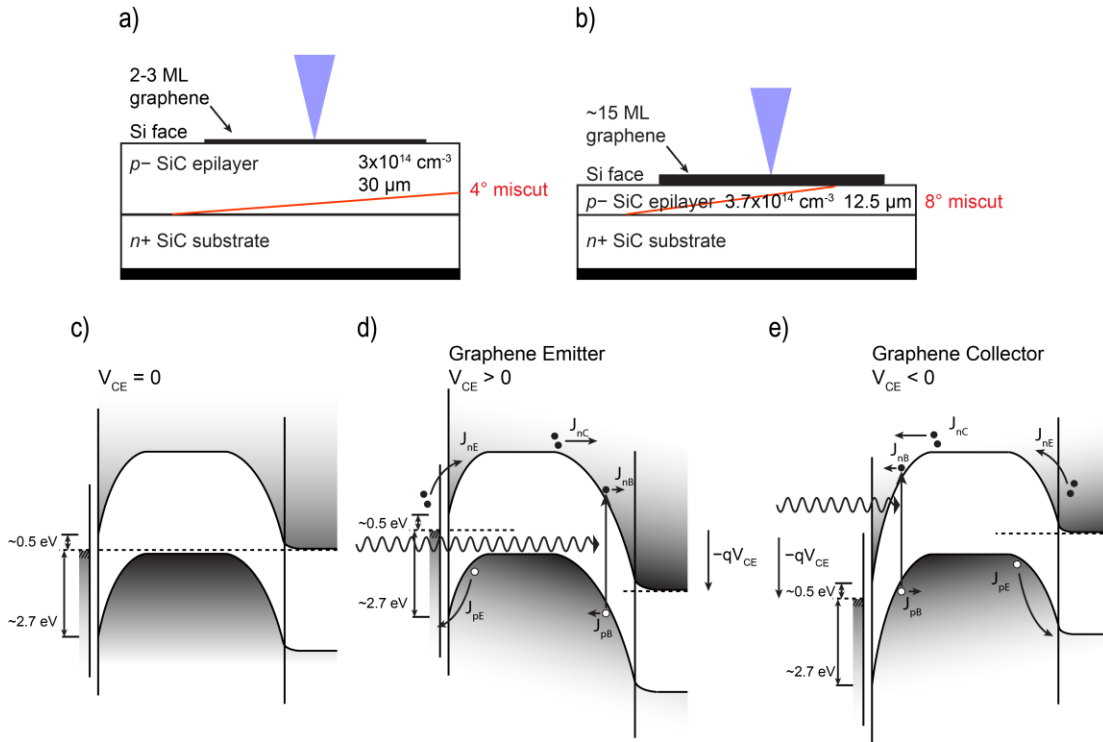 a)
2-3 ML
graphene
Si face
p− SiC epilayer
3x10¹⁴ cm⁻³
30 µm
4° miscut
n+ SiC substrate
b)
~15 ML
graphene
Si face
p− SiC epilayer 3.7x10¹⁴ cm⁻³ 12.5 µm
8° miscut
n+ SiC substrate
c)
V_CE = 0
~0.5 eV
~2.7 eV
d)
Graphene Emitter
V_CE > 0
J_nE
J_nC
J_nB
~0.5 eV
~2.7 eV
J_pE
J_pB
−qV_CE
e)
Graphene Collector
V_CE < 0
J_nC
J_nE
J_nB
−qV_CE
~0.5 eV
J_pB
J_pE
~2.7 eV